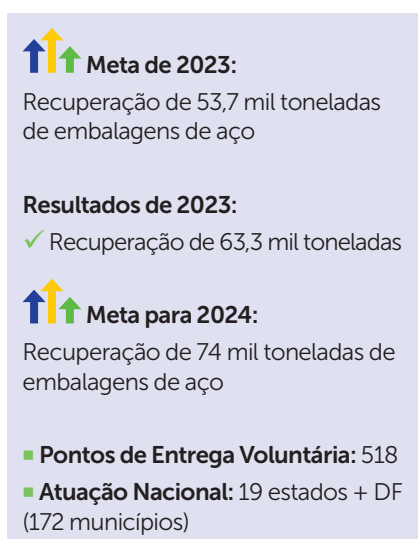 Meta de 2023:
Recuperação de 53,7 mil toneladas
de embalagens de aço
Resultados de 2023:
✓ Recuperação de 63,3 mil toneladas
Meta para 2024:
Recuperação de 74 mil toneladas de
embalagens de aço
▪ Pontos de Entrega Voluntária: 518
▪ Atuação Nacional: 19 estados + DF
(172 municípios)